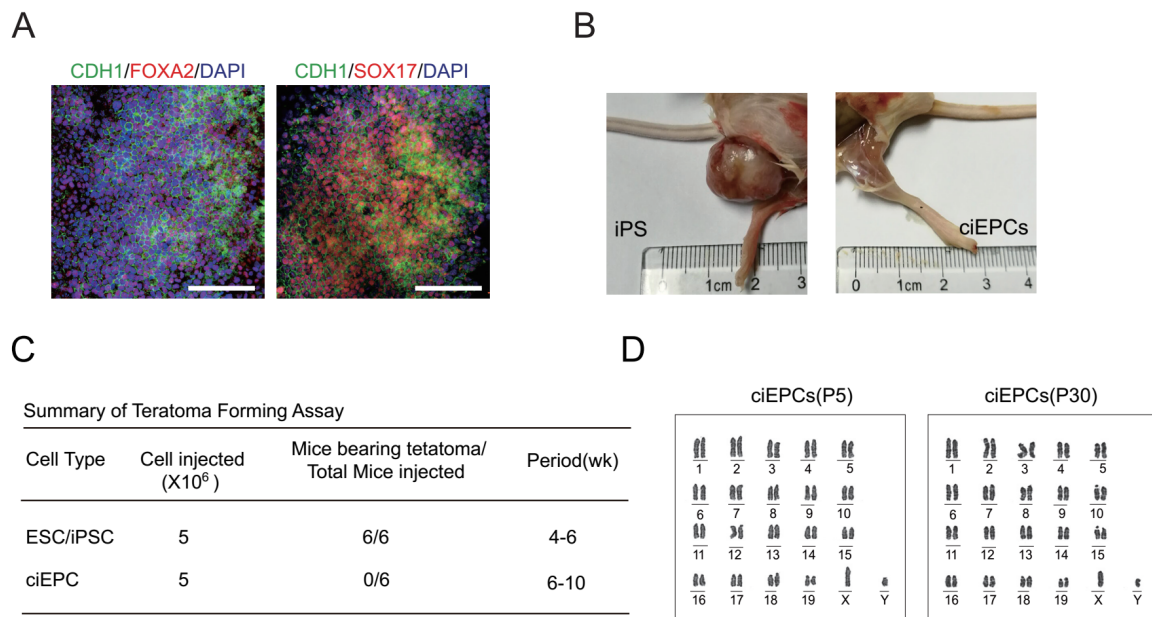 A
CDH1/FOXA2/DAPI
CDH1/SOX17/DAPI
B
iPS
1cm 2 3
ciEPCs
0 1cm 2 3 4
C
Summary of Teratoma Forming Assay
Cell Type
Cell injected
(X10⁶ )
Mice bearing tetatoma/
Total Mice injected
Period(wk)
ESC/iPSC 5 6/6 4-6
ciEPC 5 0/6 6-10
D
ciEPCs(P5)
1 2 3 4 5
6 7 8 9 10
11 12 13 14 15
16 17 18 19 X Y
ciEPCs(P30)
1 2 3 4 5
6 7 8 9 10
11 12 13 14 15
16 17 18 19 X Y